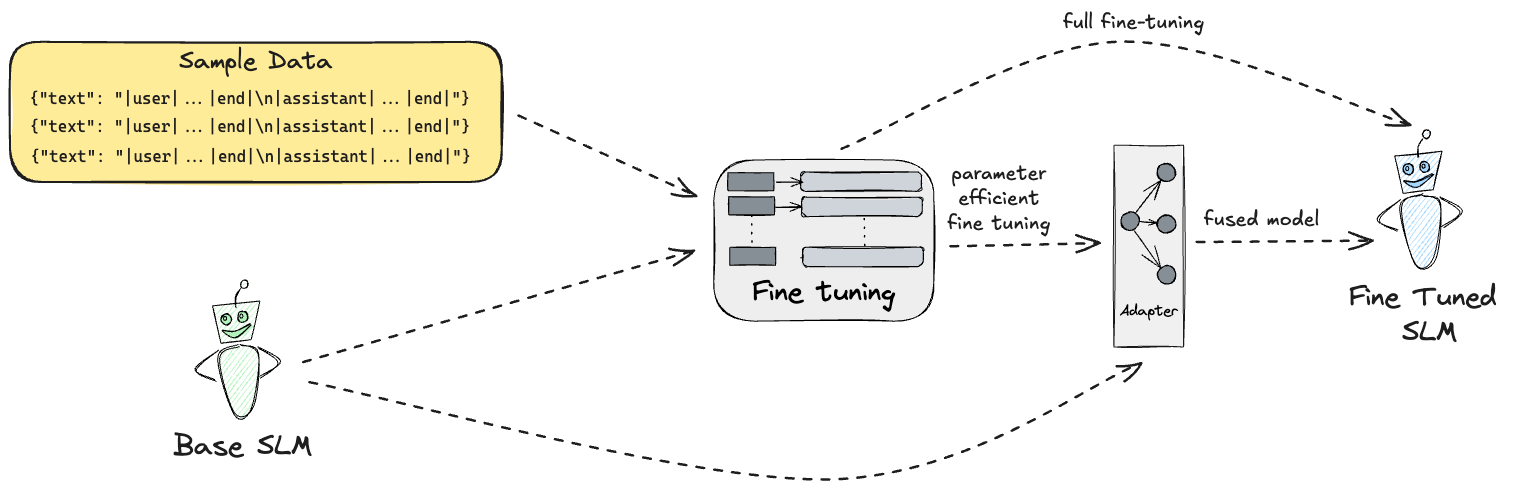 full fine-tuning
Sample Data
{"text": "|user| ... |end|\n|assistant| ... |end|"}
{"text": "|user| ... |end|\n|assistant| ... |end|"}
{"text": "|user| ... |end|\n|assistant| ... |end|"}
parameter
efficient
fine tuning
fused model
Fine tuning
Adapter
Fine Tuned
SLM
Base SLM